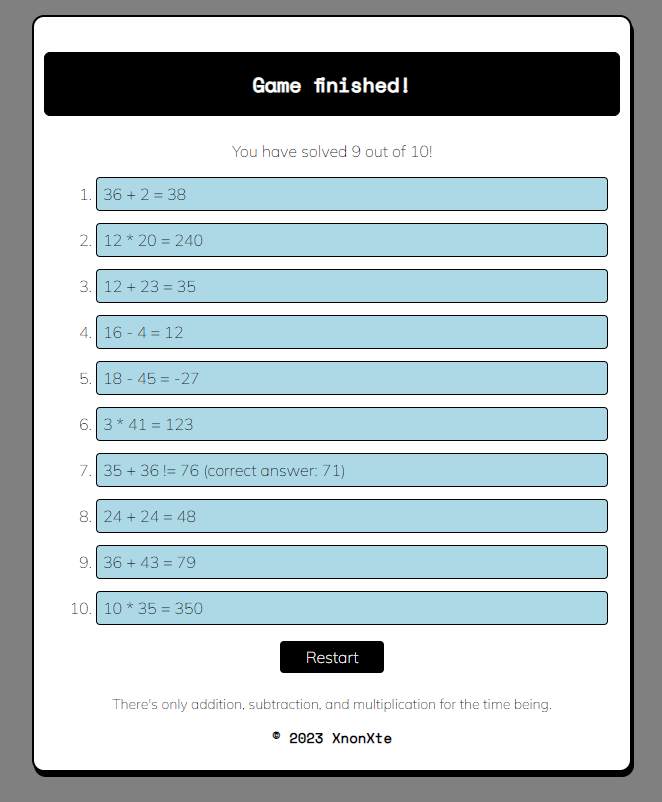 Game finished!
You have solved 9 out of 10!
1. 36 + 2 = 38
2. 12 * 20 = 240
3. 12 + 23 = 35
4. 16 - 4 = 12
5. 18 - 45 = -27
6. 3 * 41 = 123
7. 35 + 36 != 76 (correct answer: 71)
8. 24 + 24 = 48
9. 36 + 43 = 79
10. 10 * 35 = 350
Restart
There's only addition, subtraction, and multiplication for the time being.
© 2023 XnonXte